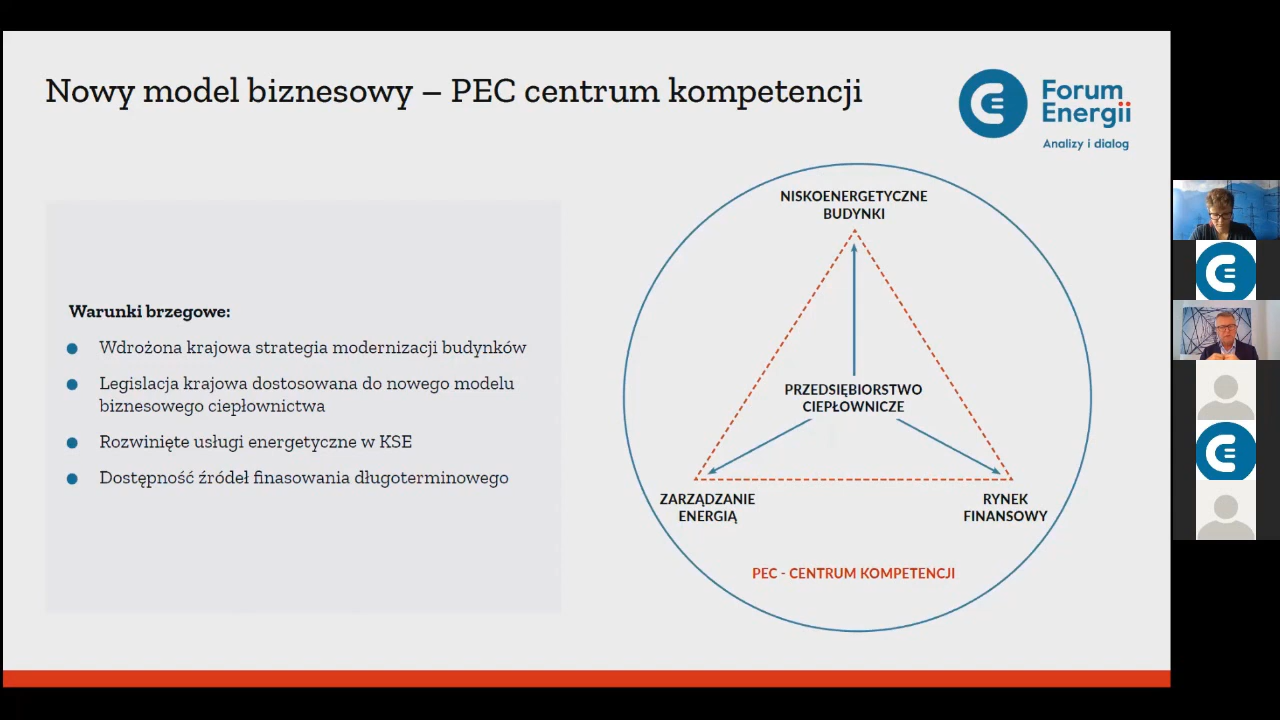 Nowy model biznesowy – PEC centrum kompetencji
Forum
Energii
Analizy i dialog
Warunki brzegowe:
Wdrożona krajowa strategia modernizacji budynków
Legislacja krajowa dostosowana do nowego modelu
biznesowego ciepłownictwa
Rozwinięte usługi energetyczne w KSE
Dostępność źródeł finasowania długoterminowego
NISKOENERGETYCZNE
BUDYNKI
PRZEDSIĘBIORSTWO
CIEPŁOWNICZE
ZARZĄDZANIE
ENERGIĄ
RYNEK
FINANSOWY
PEC - CENTRUM KOMPETENCJI